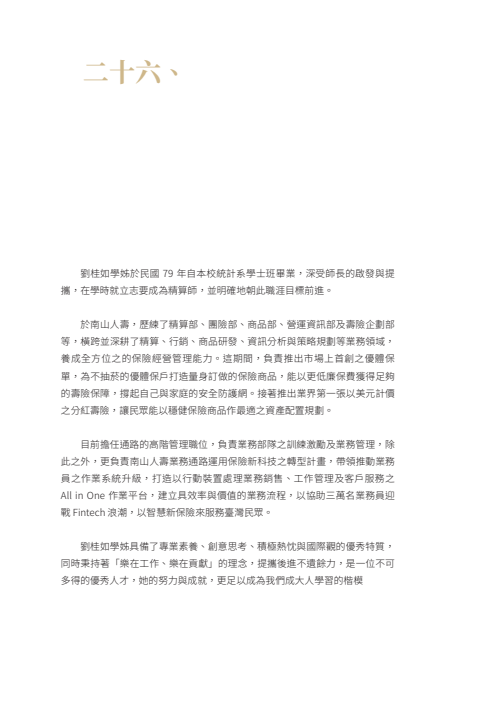 二十六、
劉桂如學姊於民國 79 年自本校統計系學士班畢業，深受師長的啟發與提
攜，在學時就立志要成為精算師，並明確地朝此職涯目標前進。
於南山人壽，歷練了精算部、團險部、商品部、營運資訊部及壽險企劃部
等，橫跨並深耕了精算、行銷、商品研發、資訊分析與策略規劃等業務領域，
養成全方位之的保險經營管理能力。這期間，負責推出市場上首創之優體保
單，為不抽菸的優體保戶打造量身訂做的保險商品，能以更低廉保費獲得足夠
的壽險保障，撐起自己與家庭的安全防護網。接著推出業界第一張以美元計價
之分紅壽險，讓民眾能以穩健保險商品作最適之資產配置規劃。
目前擔任通路的高階管理職位，負責業務部隊之訓練激勵及業務管理，除
此之外，更負責南山人壽業務通路運用保險新科技之轉型計畫，帶領推動業務
員之作業系統升級，打造以行動裝置處理業務銷售、工作管理及客戶服務之
All in One 作業平台，建立具效率與價值的業務流程，以協助三萬名業務員迎
戰 Fintech 浪潮，以智慧新保險來服務臺灣民眾。
劉桂如學姊具備了專業素養、創意思考、積極熱忱與國際觀的優秀特質，
同時秉持著「樂在工作、樂在貢獻」的理念，提攜後進不遺餘力，是一位不可
多得的優秀人才，她的努力與成就，更足以成為我們成大人學習的楷模